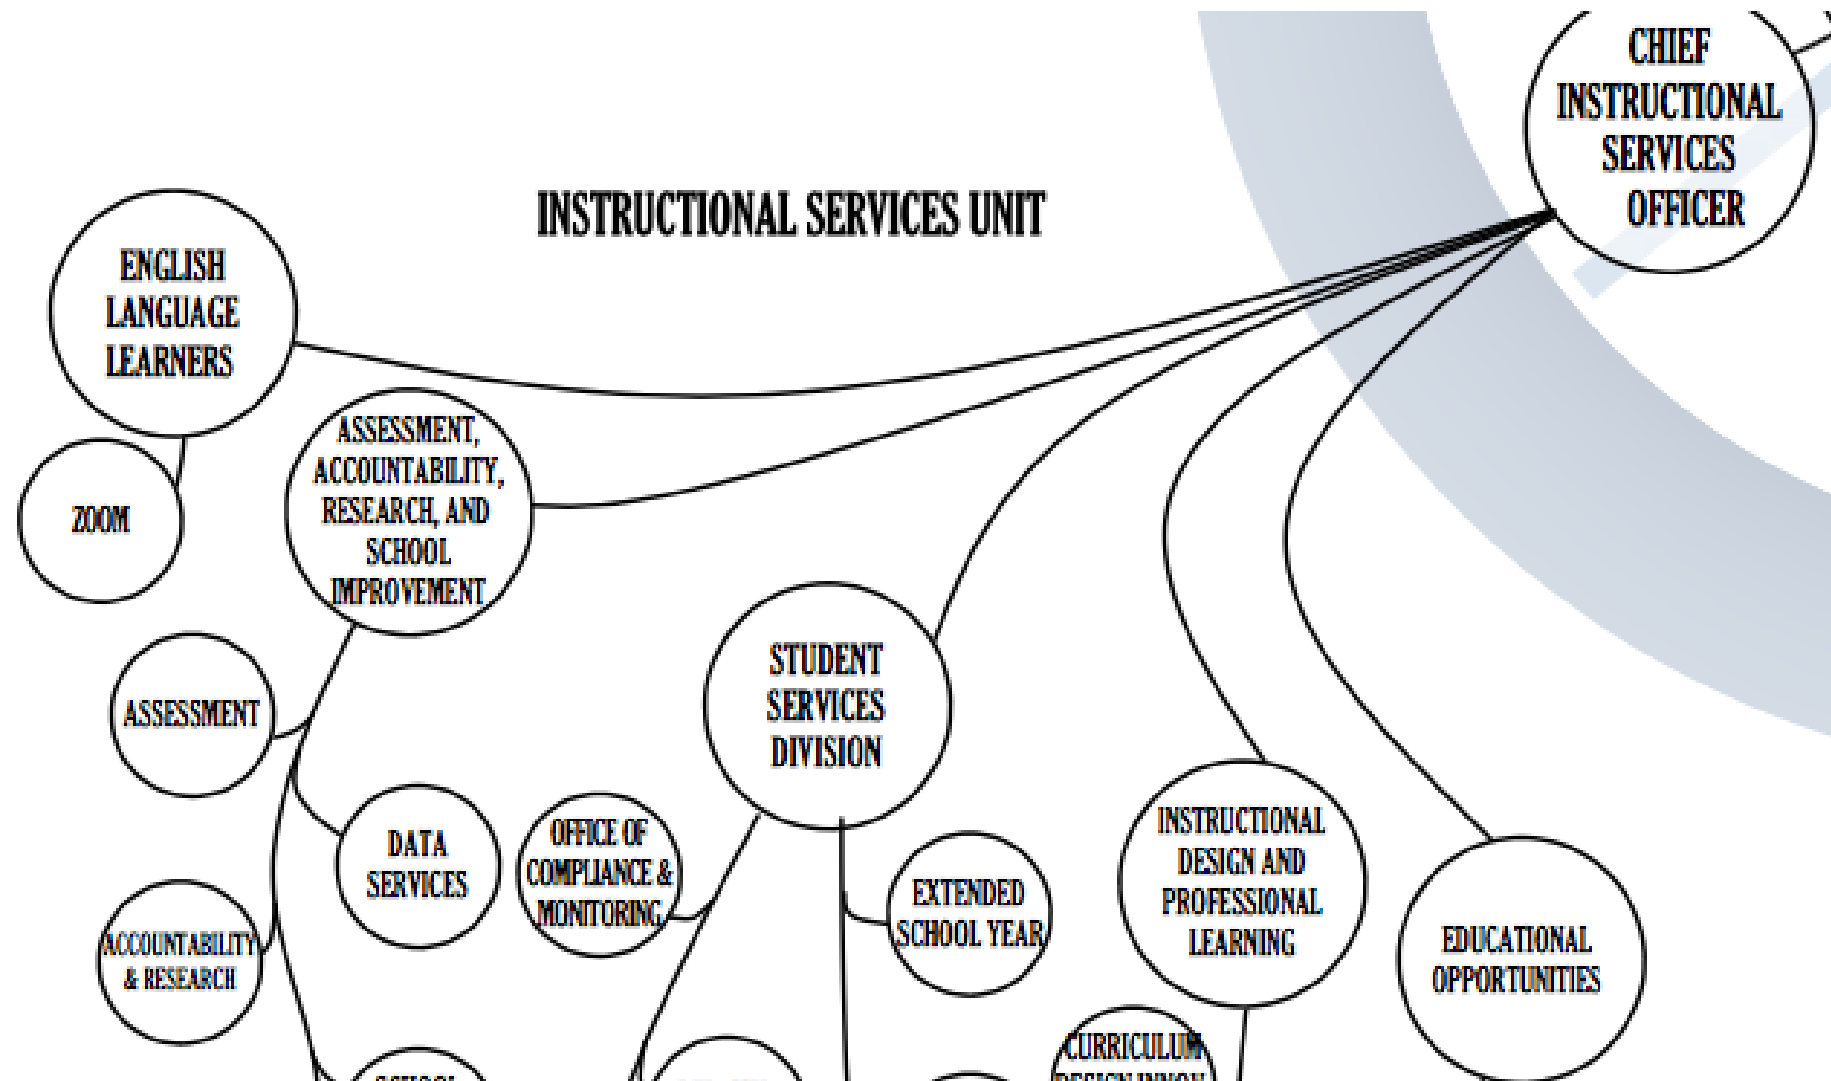 CHIEF
INSTRUCTIONAL
SERVICES
OFFICER
INSTRUCTIONAL SERVICES UNIT
ENGLISH
LANGUAGE
LEARNERS
ZOOM
ASSESSMENT,
ACCOUNTABILITY,
RESEARCH, AND
SCHOOL
IMPROVEMENT
ASSESSMENT
DATA
SERVICES
ACCOUNTABILITY
& RESEARCH
SCHOOL
STUDENT
SERVICES
DIVISION
OFFICE OF
COMPLIANCE &
MONITORING
EXTENDED
SCHOOL YEAR
INSTRUCTIONAL
DESIGN AND
PROFESSIONAL
LEARNING
CURRICULUM
EDUCATIONAL
OPPORTUNITIES